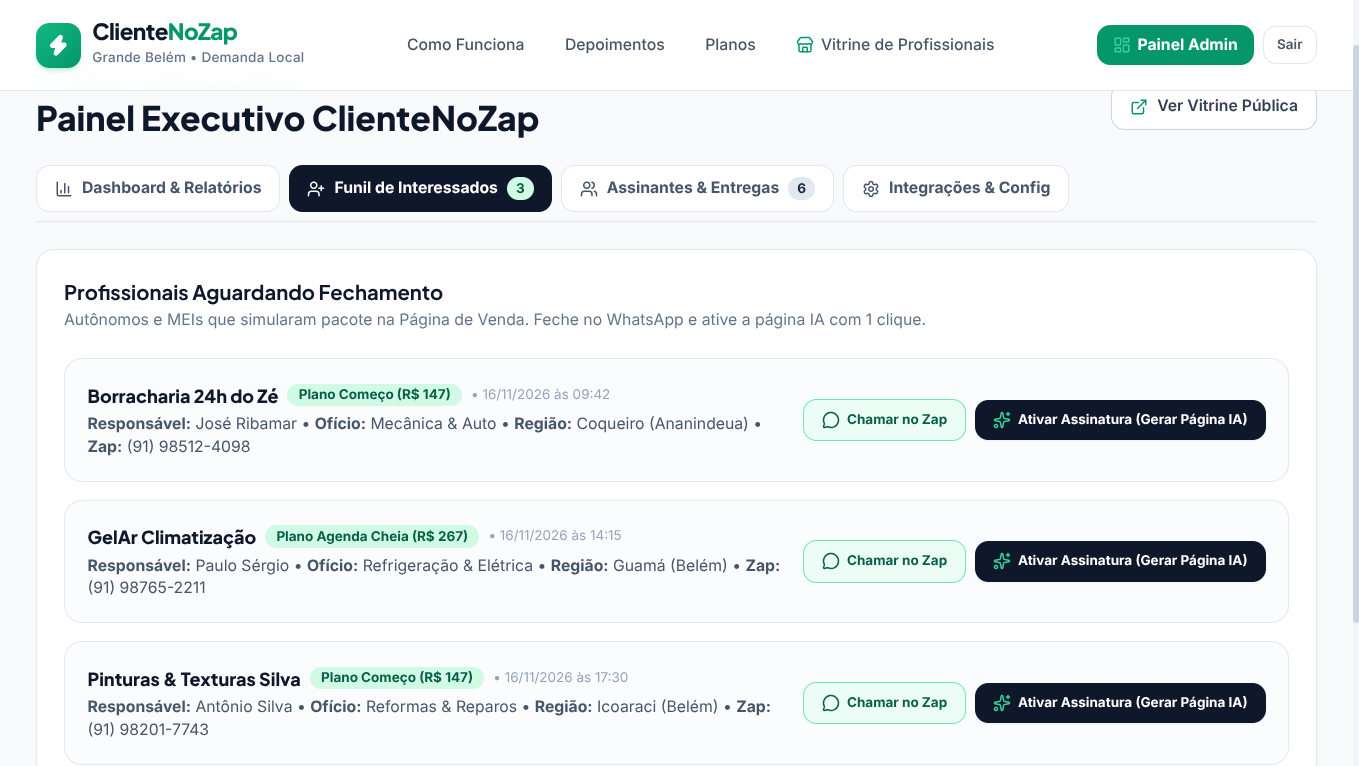 ClienteNoZap
Grande Belém • Demanda Local
Como Funciona
Depoimentos
Planos
Vitrine de Profissionais
Painel Admin
Sair
Painel Executivo ClienteNoZap
Ver Vitrine Pública
Dashboard & Relatórios
Funil de Interessados 3
Assinantes & Entregas 6
Integrações & Config
Profissionais Aguardando Fechamento
Autônomos e MEIs que simularam pacote na Página de Venda. Feche no WhatsApp e ative a página IA com 1 clique.
Borracharia 24h do Zé Plano Começo (R$ 147) • 16/11/2026 às 09:42
Responsável: José Ribamar • Ofício: Mecânica & Auto • Região: Coqueiro (Ananindeua) •
Zap: (91) 98512-4098
Chamar no Zap
Ativar Assinatura (Gerar Página IA)
GelAr Climatização Plano Agenda Cheia (R$ 267) • 16/11/2026 às 14:15
Responsável: Paulo Sérgio • Ofício: Refrigeração & Elétrica • Região: Guamá (Belém) • Zap:
(91) 98765-2211
Chamar no Zap
Ativar Assinatura (Gerar Página IA)
Pinturas & Texturas Silva Plano Começo (R$ 147) • 16/11/2026 às 17:30
Responsável: Antônio Silva • Ofício: Reformas & Reparos • Região: Icoaraci (Belém) • Zap:
(91) 98201-7743
Chamar no Zap
Ativar Assinatura (Gerar Página IA)